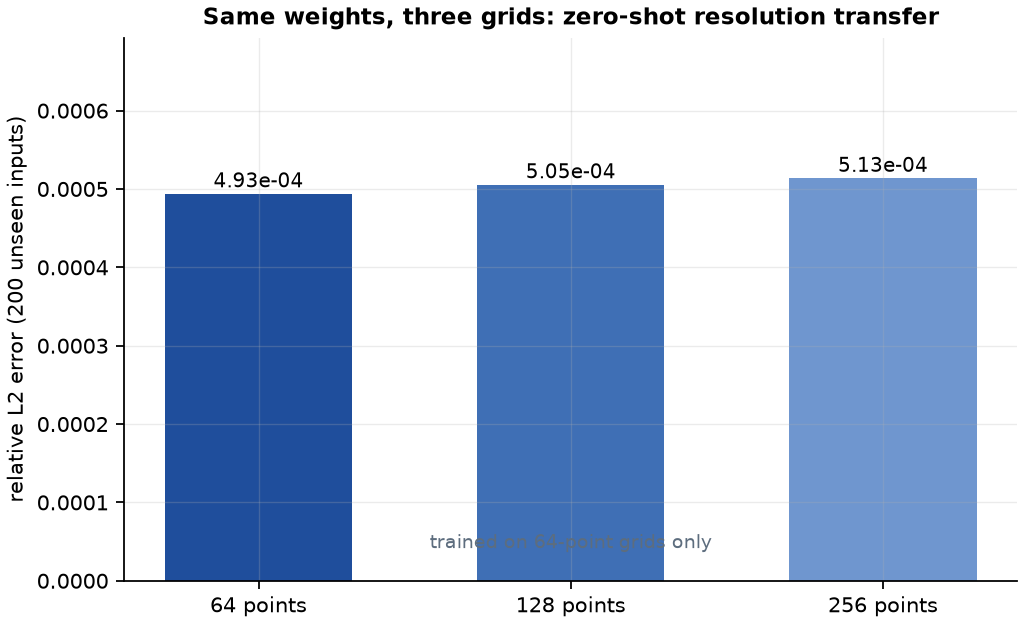 Same weights, three grids: zero-shot resolution transfer
relative L2 error (200 unseen inputs)
0.0006
0.0005
0.0004
0.0003
0.0002
0.0001
0.0000
4.93e-04
5.05e-04
5.13e-04
trained on 64-point grids only
64 points
128 points
256 points